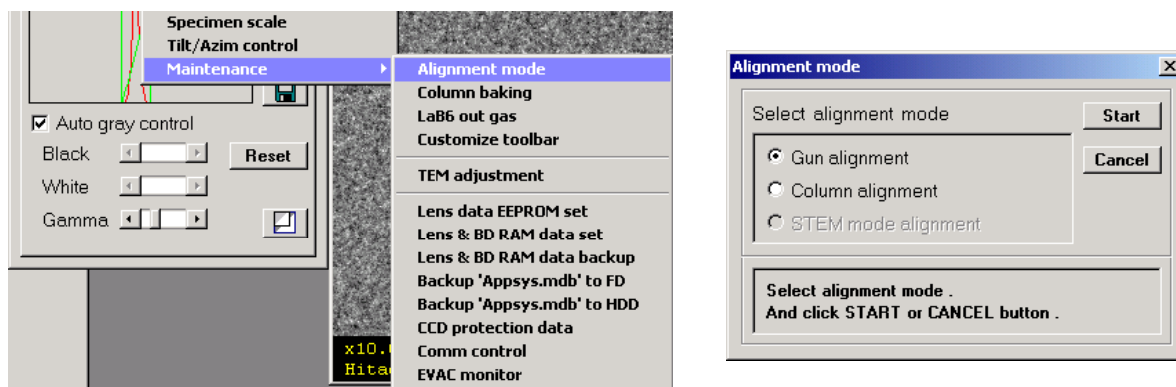 Specimen scale
Tilt/Azim control
Maintenance
Alignment mode
Column baking
LaB6 out gas
Customize toolbar
TEM adjustment
Lens data EEPROM set
Lens & BD RAM data set
Lens & BD RAM data backup
Backup 'Appsys.mdb' to FD
Backup 'Appsys.mdb' to HDD
CCD protection data
Comm control
EVAC monitor
Auto gray control
Black
Reset
White
Gamma
x10.
Hita
Alignment mode
Select alignment mode
Start
Gun alignment
Cancel
Column alignment
STEM mode alignment
Select alignment mode .
And click START or CANCEL button .